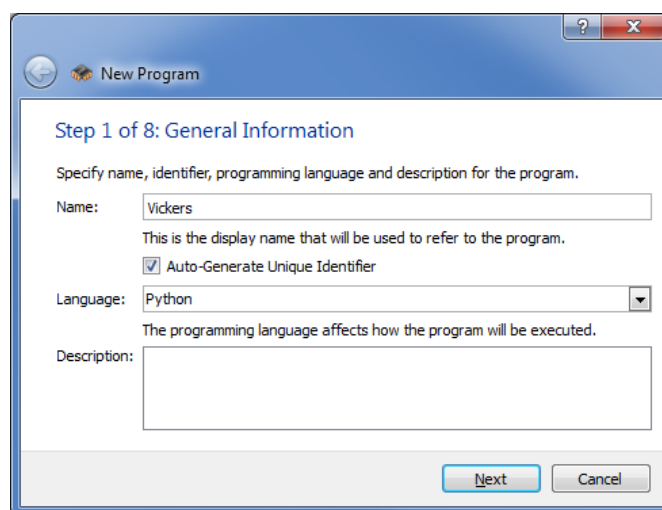 ?
X
New Program
Step 1 of 8: General Information
Specify name, identifier, programming language and description for the program.
Name: Vickers
This is the display name that will be used to refer to the program.
Auto-Generate Unique Identifier
Language: Python
The programming language affects how the program will be executed.
Description:
Next Cancel